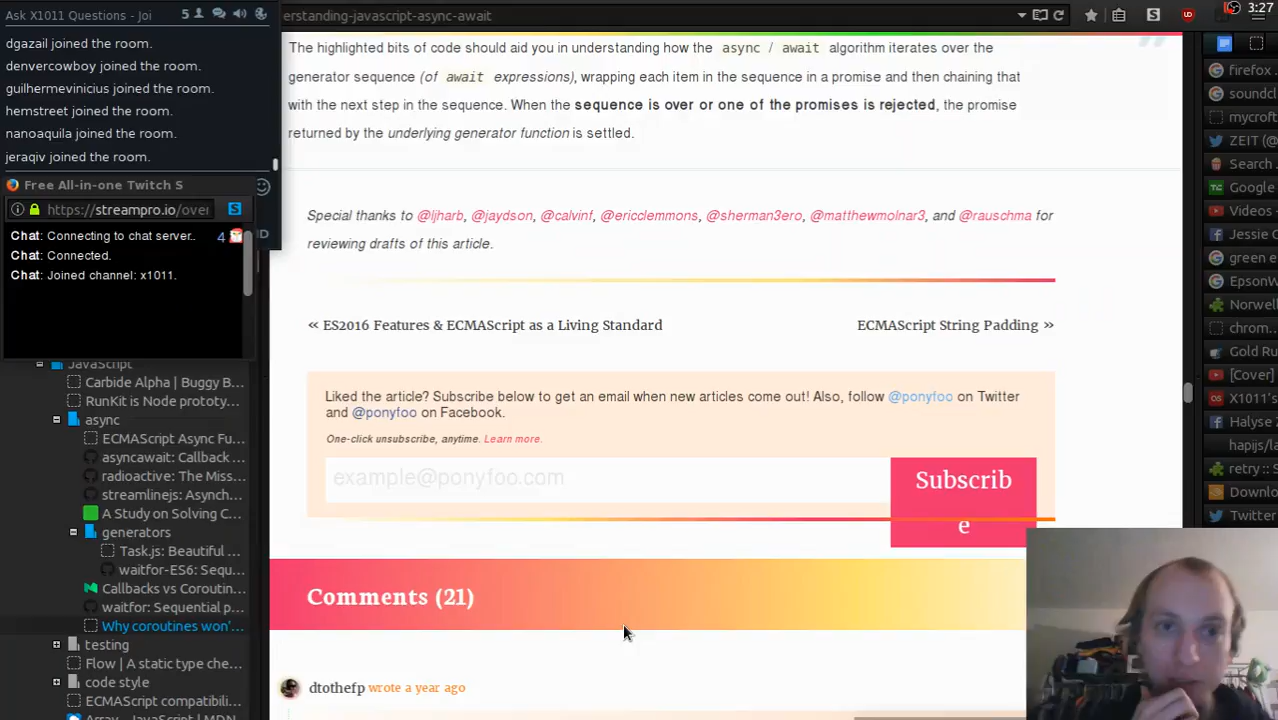 Ask X1011 Questions - Joi
5
erstanding-javascript-async-await
3:27
dgazail joined the room.
denvercowboy joined the room.
guilhermevinicius joined the room.
hemstreet joined the room.
nanoaquila joined the room.
jeraqiv joined the room.
Free All-in-one Twitch S
https://streampro.io/over
Chat: Connecting to chat server..
4
Chat: Connected.
Chat: Joined channel: x1011.
JavaScript
Carbide Alpha | Buggy B...
RunKit is Node prototy...
async
ECMAScript Async Fu...
asyncawait: Callback ...
radioactive: The Miss...
streamlinejs: Asynch...
A Study on Solving C...
generators
Task.js: Beautiful ...
waitfor-ES6: Sequ...
Callbacks vs Coroutin...
waitfor: Sequential p...
Why coroutines won'...
testing
Flow | A static type che...
code style
ECMAScript compatibili...
Array - JavaScript | MDN
The highlighted bits of code should aid you in understanding how the async / await algorithm iterates over the
generator sequence (of await expressions), wrapping each item in the sequence in a promise and then chaining that
with the next step in the sequence. When the sequence is over or one of the promises is rejected, the promise
returned by the underlying generator function is settled.
Special thanks to @ljharb, @jaydson, @calvinf, @ericclemmons, @sherman3ero, @matthewmolnar3, and @rauschma for
reviewing drafts of this article.
« ES2016 Features & ECMAScript as a Living Standard
ECMAScript String Padding »
Liked the article? Subscribe below to get an email when new articles come out! Also, follow @ponyfoo on Twitter
and @ponyfoo on Facebook.
One-click unsubscribe, anytime. Learn more.
example@ponyfoo.com
Subscrib
e
Comments (21)
dtothefp wrote a year ago
firefox .
soundcl
mycroft
ZEIT (@
Search .
Google
Videos -
Jessie C
green e
EpsonW
Norwell
chrom...
Gold Ru
[Cover]
X1011's
Halyse 2
hapijs/l
retry :: 
Downlo
Twitter